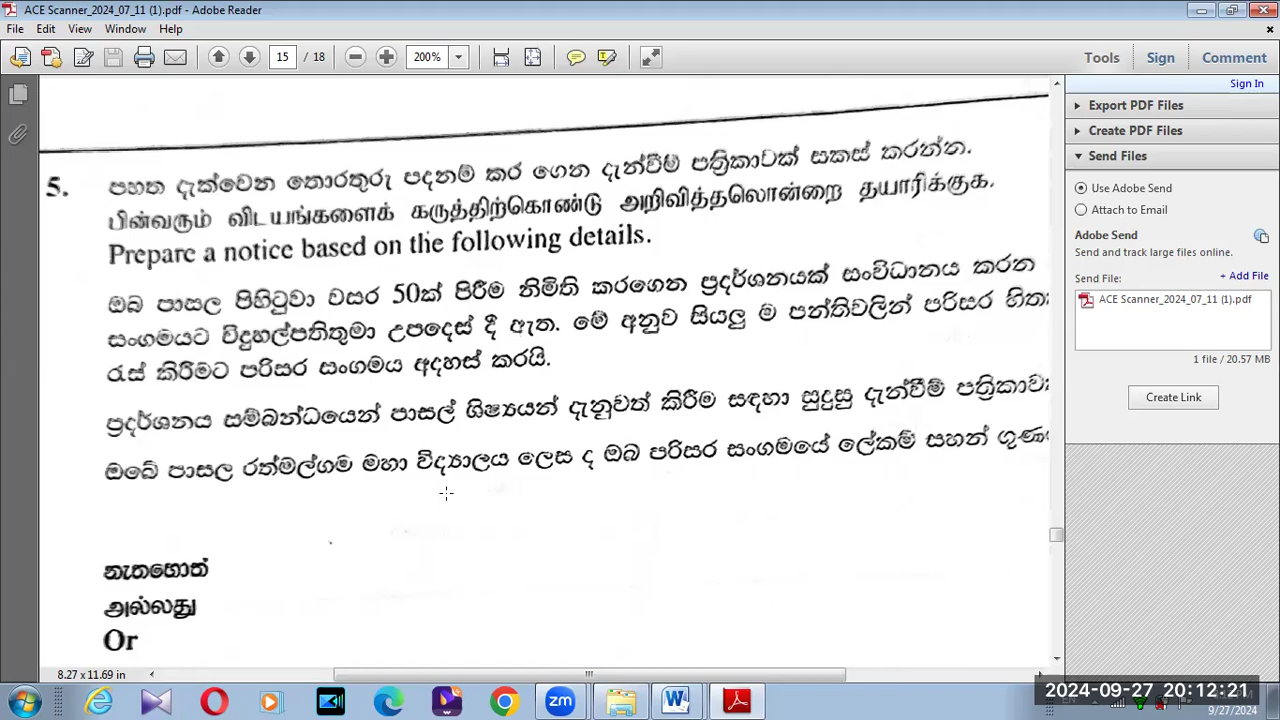 ACE Scanner_2024_07_11 (1).pdf - Adobe Reader
File Edit View Window Help
15 / 18 200% Tools Sign Comment
Sign In
Export PDF Files
Create PDF Files
Send Files
Use Adobe Send
Attach to Email
Adobe Send
Send and track large files online.
Send File: + Add File
ACE Scanner_2024_07_11 (1).pdf
1 file / 20.57 MB
Create Link
5. පහත දැක්වෙන තොරතුරු පදනම් කර ගෙන දැන්වීම් පත්‍රිකාවක් සකස් කරන්න.
பின்வரும் விடயங்களைக் கருத்திற்கொண்டு அறிவித்தலொன்றை தயாரிக்குக.
Prepare a notice based on the following details.
ඔබ පාසල පිහිටුවා වසර 50ක් පිරීම නිමිති කරගෙන ප්‍රදර්ශනයක් සංවිධානය කරන
සංගමයට විදුහල්පතිතුමා උපදෙස් දී ඇත. මේ අනුව සියලු ම පන්තිවලින් පරිසර
රැස් කිරීමට පරිසර සංගමය අදහස් කරයි.
ප්‍රදර්ශනය සම්බන්ධයෙන් පාසල් ශිෂ්‍යයන් දැනුවත් කිරීම සඳහා සුදුසු දැන්වීම්
ඔබේ පාසල රත්මල්ගම මහා විද්‍යාලය ලෙස ද ඔබ පරිසර සංගමයේ ලේකම් සහන්
නැතහොත්
அல்லது
Or
8.27 x 11.69 in
2024-09-27 20:12:21
EN
9/27/2024